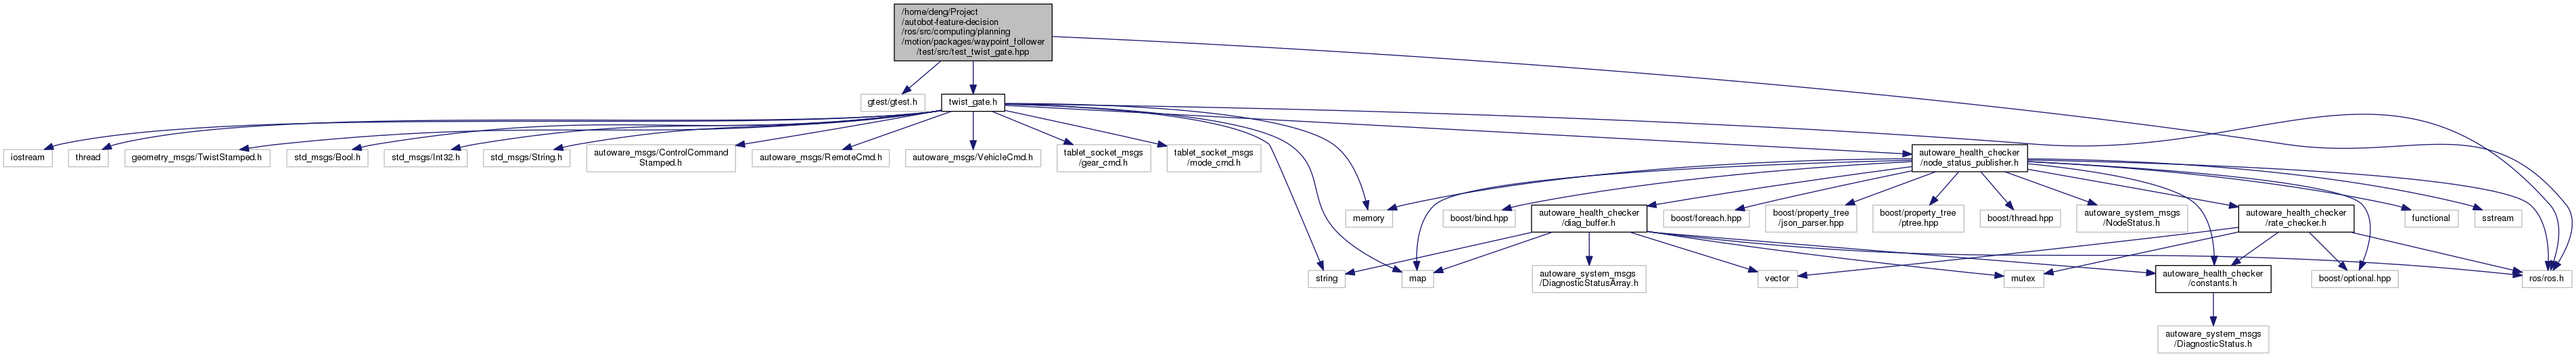 /home/deng/Project
/autobot-feature-decision
/ros/src/computing/planning
/motion/packages/waypoint_follower
/test/src/test_twist_gate.hpp
gtest/gtest.h
twist_gate.h
iostream
thread
geometry_msgs/TwistStamped.h
std_msgs/Bool.h
std_msgs/Int32.h
std_msgs/String.h
autoware_msgs/ControlCommand
Stamped.h
autoware_msgs/RemoteCmd.h
autoware_msgs/VehicleCmd.h
tablet_socket_msgs
/gear_cmd.h
tablet_socket_msgs
/mode_cmd.h
autoware_health_checker
/node_status_publisher.h
memory
boost/bind.hpp
autoware_health_checker
/diag_buffer.h
boost/foreach.hpp
boost/property_tree
/json_parser.hpp
boost/property_tree
/ptree.hpp
boost/thread.hpp
autoware_system_msgs
/NodeStatus.h
autoware_health_checker
/rate_checker.h
functional
sstream
string
map
autoware_system_msgs
/DiagnosticStatusArray.h
vector
mutex
autoware_health_checker
/constants.h
boost/optional.hpp
ros/ros.h
autoware_system_msgs
/DiagnosticStatus.h